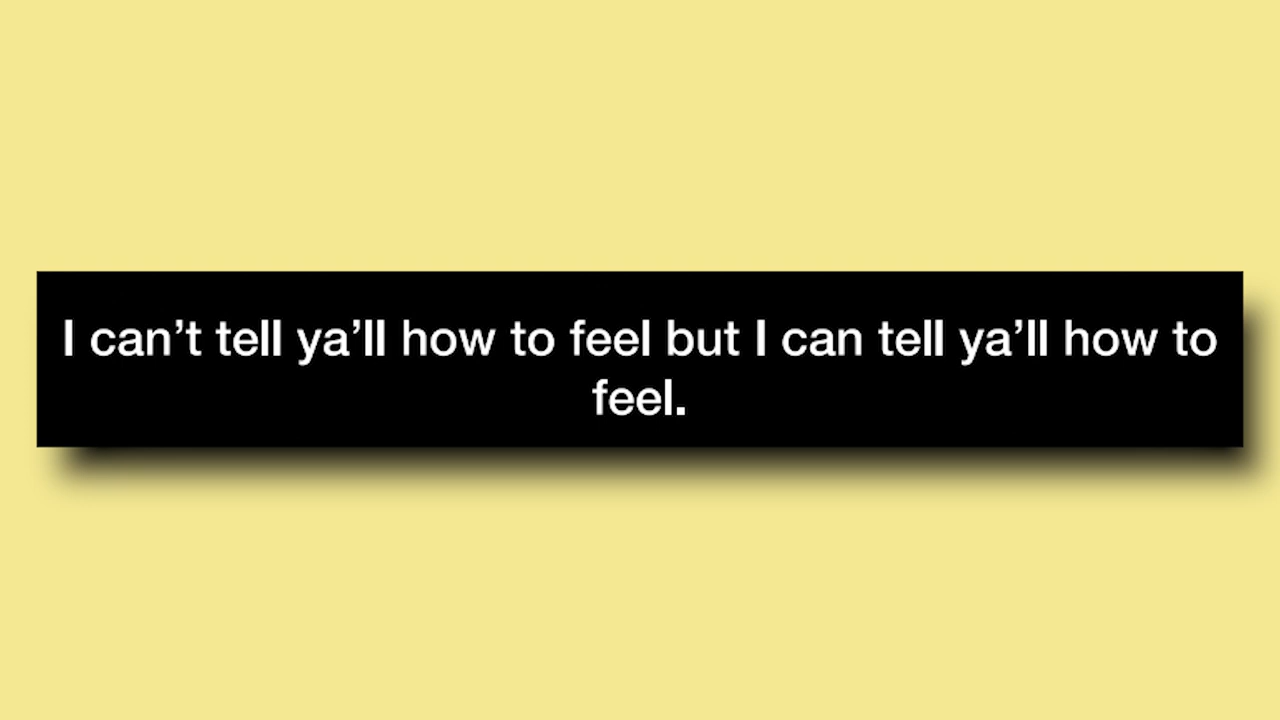 I can’t tell ya’ll how to feel but I can tell ya’ll how to
feel.